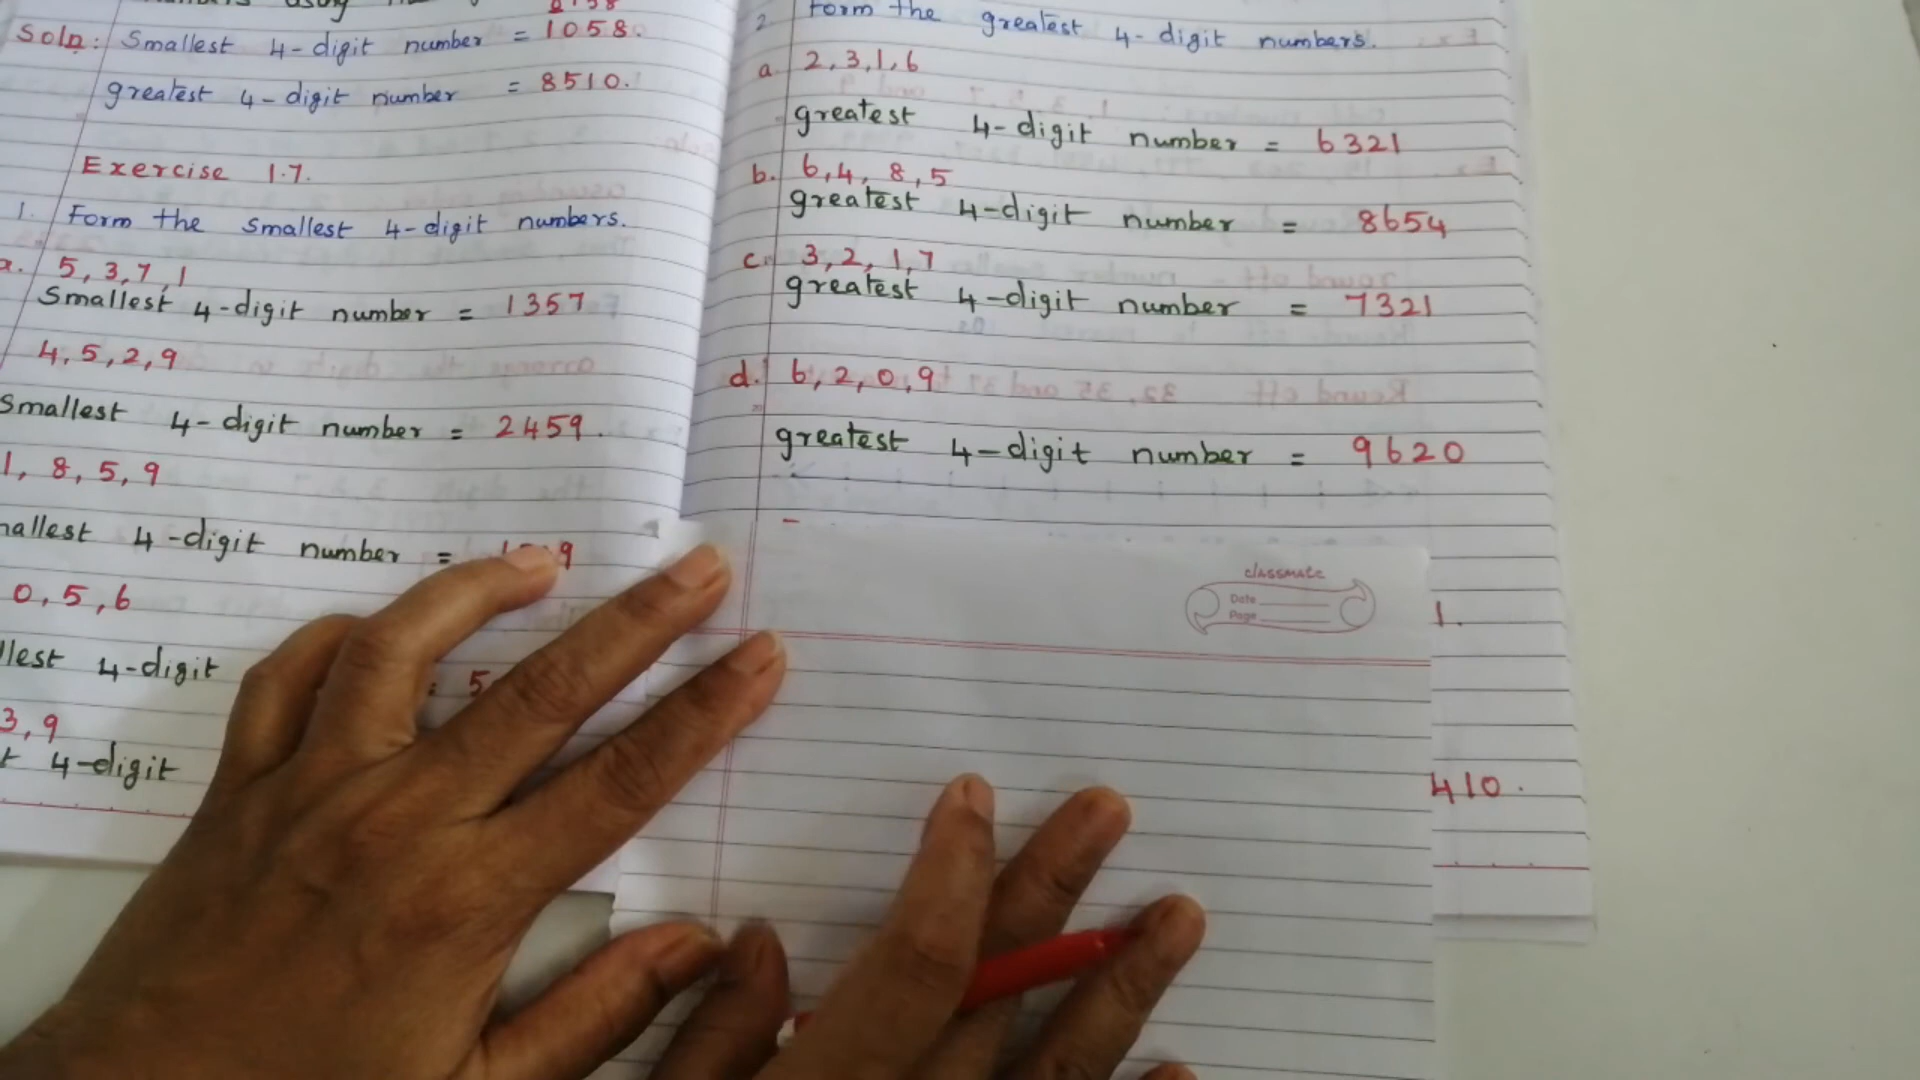 Soln: Smallest 4-digit number = 1058.
greatest 4-digit number = 8510.
Exercise 1.7.
1. Form the smallest 4-digit numbers.
a. 5, 3, 7, 1
Smallest 4-digit number = 1357
4, 5, 2, 9
Smallest 4-digit number = 2459.
1, 8, 5, 9
4-digit number =
0, 5, 6
4-digit
3, 9
4-digit
2. Form the greatest 4-digit numbers.
a. 2, 3, 1, 6
greatest 4-digit number = 6321
b. 6, 4, 8, 5
greatest 4-digit number = 8654
c. 3, 2, 1, 7
greatest 4-digit number = 7321
d. 6, 2, 0, 9
greatest 4-digit number = 9620
classmate
Date
Page
1.
410.